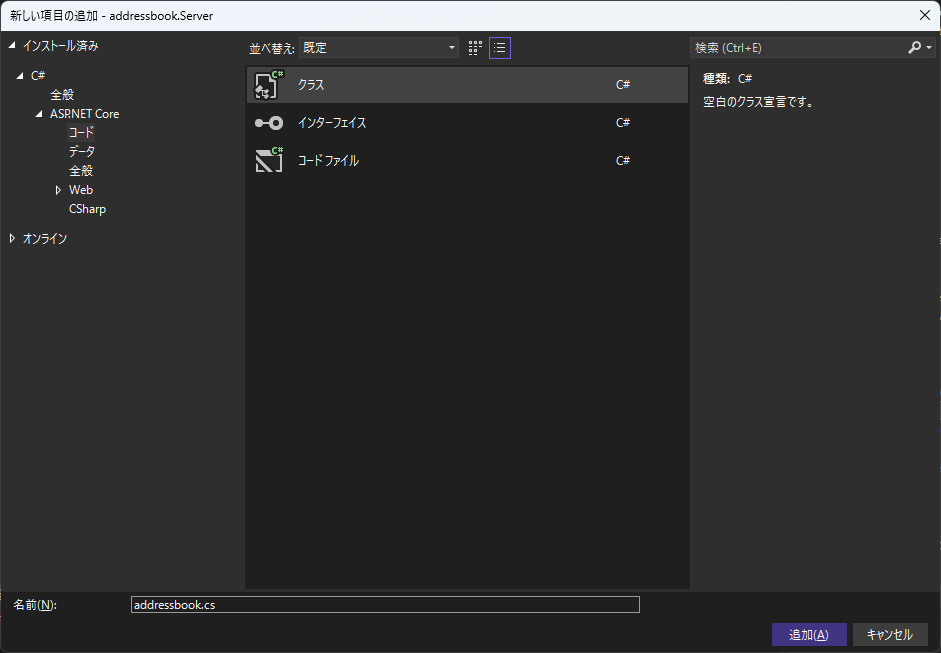 新しい項目の追加 - addressbook.Server
インストール済み
並べ替え: 既定
検索 (Ctrl+E)
C#
全般
ASP.NET Core
コード
データ
全般
Web
CSharp
オンライン
C# クラス C#
インターフェイス C#
C# コード ファイル C#
種類: C#
空白のクラス宣言です。
名前(N): addressbook.cs
追加(A) キャンセル